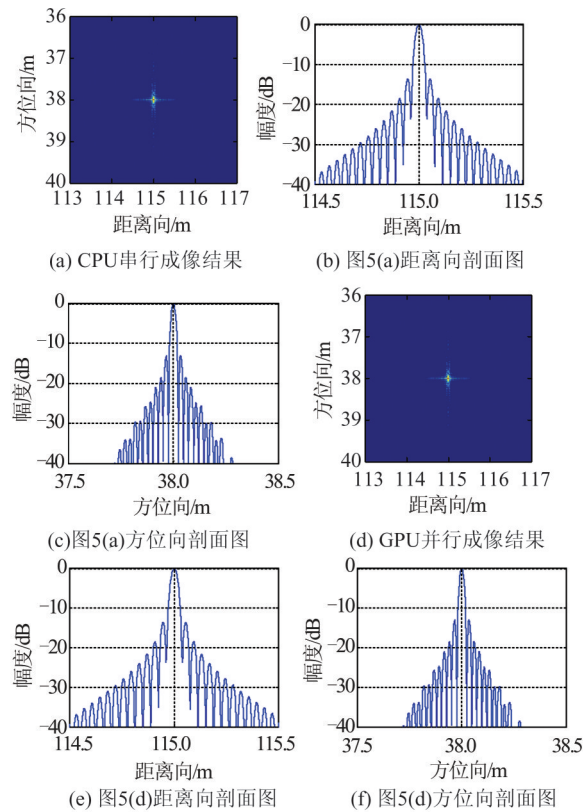 36
37
38
39
40
方位向/m
113 114 115 116 117
距离向/m
(a) CPU串行成像结果
0
−10
−20
−30
−40
幅度/dB
114.5 115.0 115.5
距离向/m
(b) 图5(a)距离向剖面图
0
−10
−20
−30
−40
幅度/dB
37.5 38.0 38.5
方位向/m
(c)图5(a)方位向剖面图
36
37
38
39
40
方位向/m
113 114 115 116 117
距离向/m
(d) GPU并行成像结果
0
−10
−20
−30
−40
幅度/dB
114.5 115.0 115.5
距离向/m
(e) 图5(d)距离向剖面图
0
−10
−20
−30
−40
幅度/dB
37.5 38.0 38.5
方位向/m
(f) 图5(d)方位向剖面图